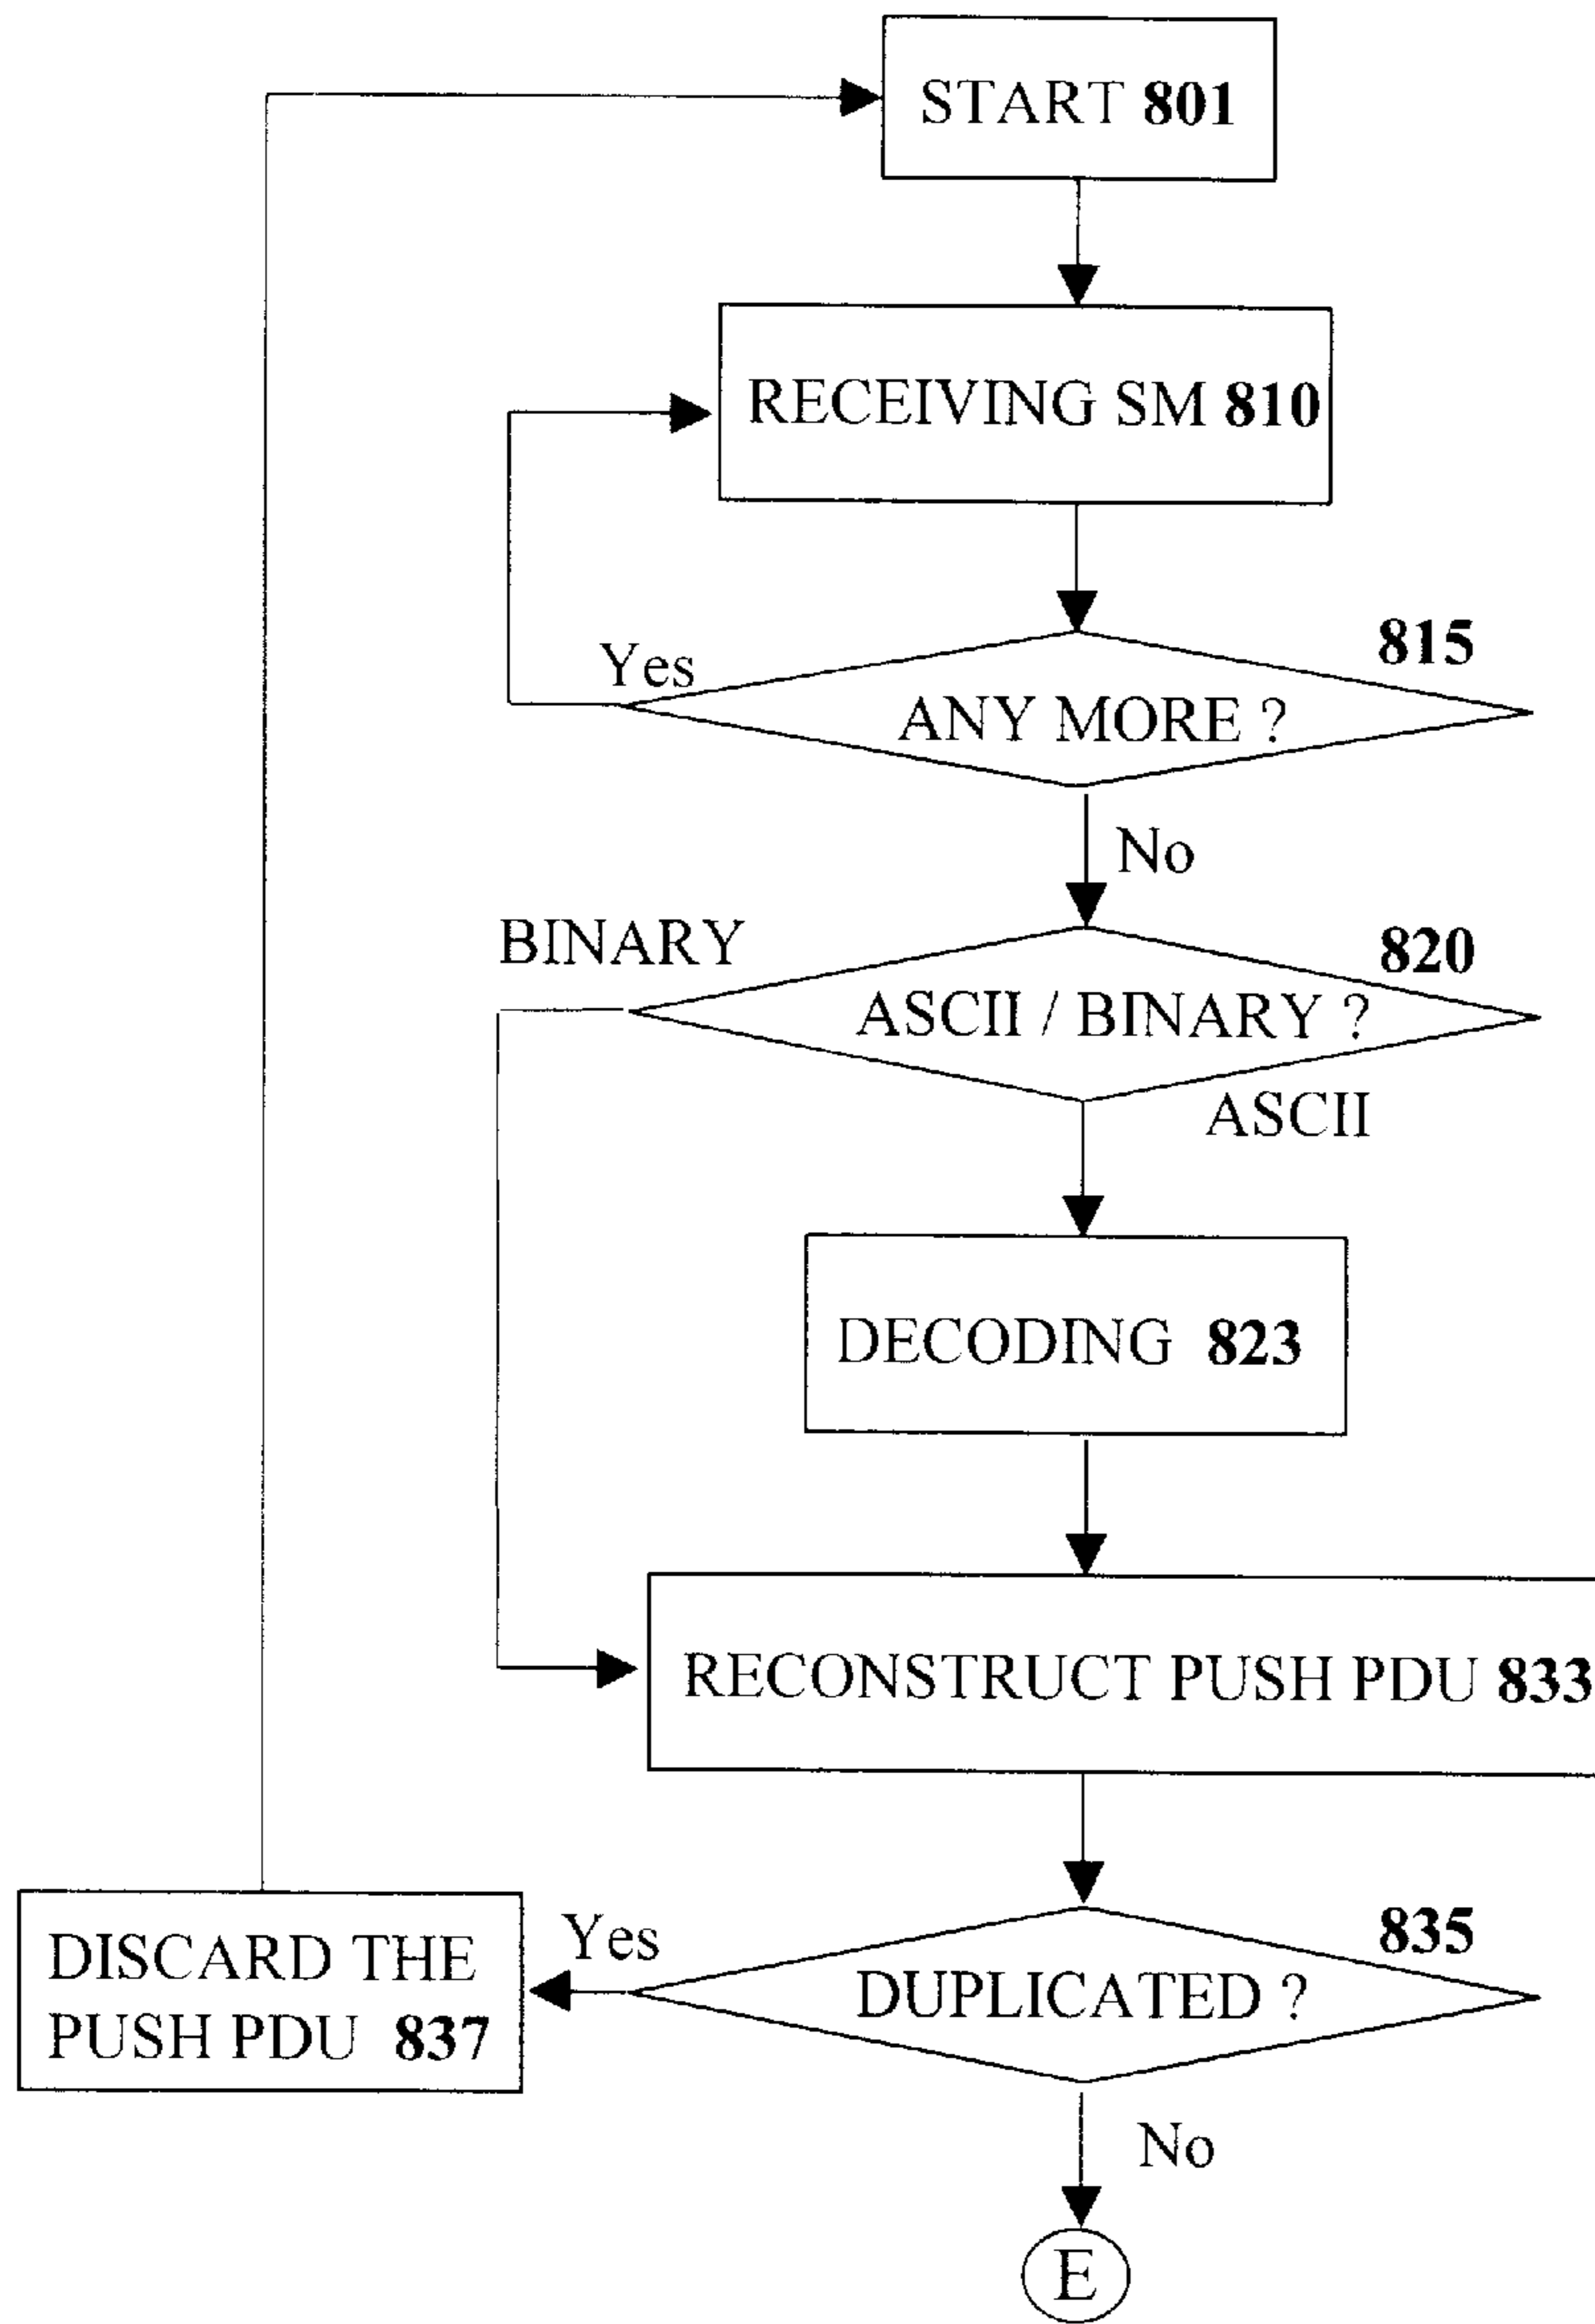 START 801
RECEIVING SM 810
815
Yes
ANY MORE ?
No
BINARY
820
ASCII / BINARY ?
ASCII
DECODING 823
RECONSTRUCT PUSH PDU 833
835
Yes
DUPLICATED ?
DISCARD THE
PUSH PDU 837
No
E